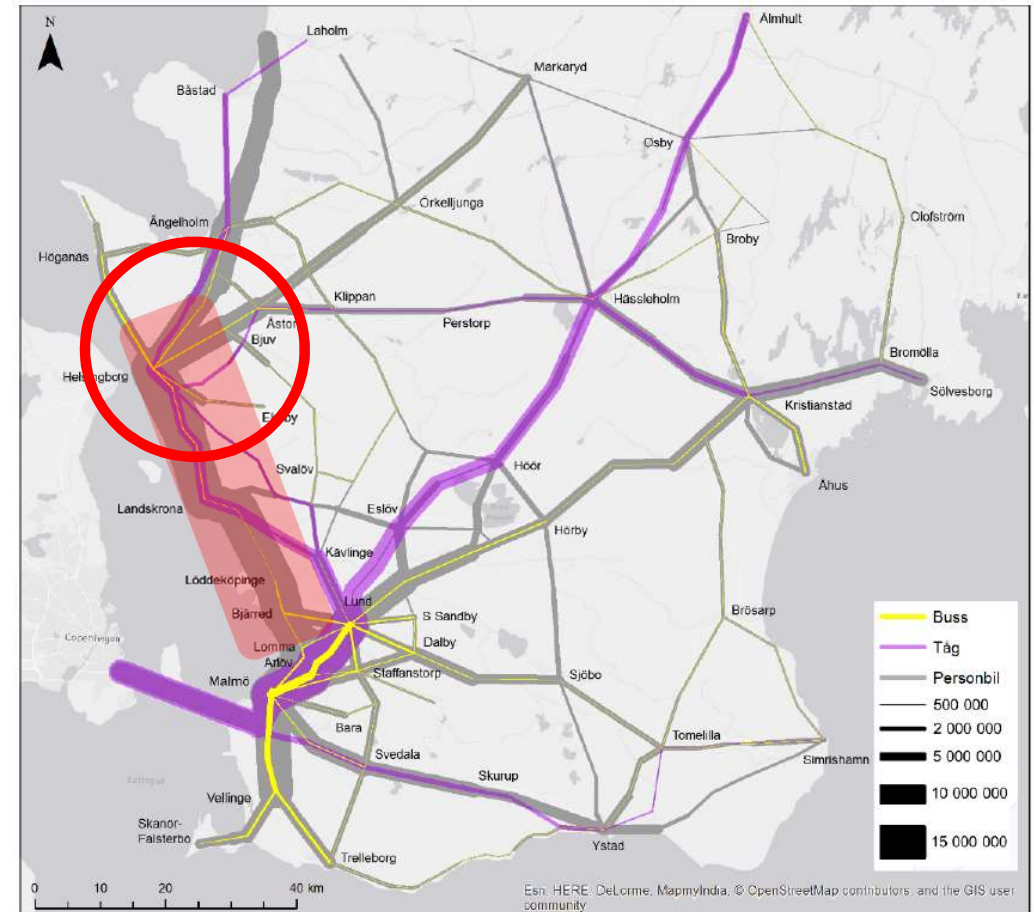 N
Älmhult
Laholm
Markaryd
Båstad
Osby
Örkelljunga
Ängelholm
Olofström
Broby
Höganäs
Klippan
Hässleholm
Åstorp
Perstorp
Bjuv
Bromölla
Helsingborg
Sölvesborg
Kristianstad
Ekeby
Svalöv
Höör
Åhus
Landskrona
Eslöv
Hörby
Kävlinge
Löddeköpinge
Lund
Brösarp
Bjärred
S Sandby
Copenhagen
Lomma
Dalby
Arlöv
Staffanstorp
Malmö
Sjöbo
Bara
Tomelilla
Svedala
Simrishamn
Skurup
Vellinge
Skanör-
Falsterbo
Ystad
Trelleborg
Buss
Tåg
Personbil
500 000
2 000 000
5 000 000
10 000 000
15 000 000
0 10 20 40 km
Esri, HERE, DeLorme, MapmyIndia, © OpenStreetMap contributors, and the GIS user
community